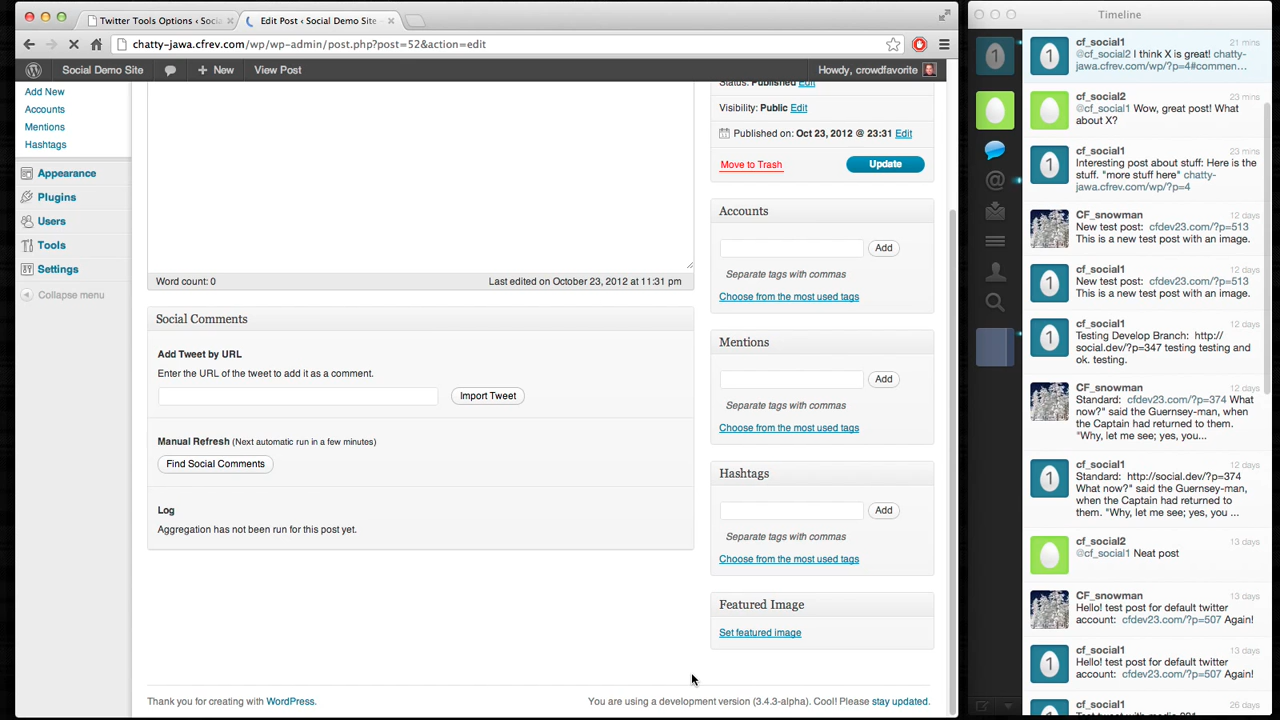 Twitter Tools Options ‹ Soci
Edit Post ‹ Social Demo Site
chatty-jawa.cfrev.com/wp/wp-admin/post.php?post=52&action=edit
Social Demo Site
+ New
View Post
Howdy, crowdfavorite
Add New
Accounts
Mentions
Hashtags
Appearance
Plugins
Users
Tools
Settings
Collapse menu
Word count: 0
Last edited on October 23, 2012 at 11:31 pm
Social Comments
Add Tweet by URL
Enter the URL of the tweet to add it as a comment.
Import Tweet
Manual Refresh (Next automatic run in a few minutes)
Find Social Comments
Log
Aggregation has not been run for this post yet.
Status: Published Edit
Visibility: Public Edit
Published on: Oct 23, 2012 @ 23:31 Edit
Move to Trash
Update
Accounts
Add
Separate tags with commas
Choose from the most used tags
Mentions
Add
Separate tags with commas
Choose from the most used tags
Hashtags
Add
Separate tags with commas
Choose from the most used tags
Featured Image
Set featured image
Thank you for creating with WordPress.
You are using a development version (3.4.3-alpha). Cool! Please stay updated.
Timeline
cf_social1 21 mins
@cf_social2 I think X is great! chatty-
jawa.cfrev.com/wp/?p=4#commen...
cf_social2 23 mins
@cf_social1 Wow, great post! What
about X?
cf_social1 23 mins
Interesting post about stuff: Here is the
stuff. "more stuff here" chatty-
jawa.cfrev.com/wp/?p=4
CF_snowman 12 days
New test post: cfdev23.com/?p=513
This is a new test post with an image.
cf_social1 12 days
New test post: cfdev23.com/?p=513
This is a new test post with an image.
cf_social1 12 days
Testing Develop Branch: http://
social.dev/?p=347 testing testing and
ok. testing.
CF_snowman 12 days
Standard: cfdev23.com/?p=374 What
now?" said the Guernsey-man, when
the Captain had returned to them.
"Why, let me see; yes, you...
cf_social1 12 days
Standard: http://social.dev/?p=374
What now?" said the Guernsey-man,
when the Captain had returned to
them. "Why, let me see; yes, you ...
cf_social2 13 days
@cf_social1 Neat post
CF_snowman 13 days
Hello! test post for default twitter
account: cfdev23.com/?p=507 Again!
cf_social1 13 days
Hello! test post for default twitter
account: cfdev23.com/?p=507 Again!
cf_social1 26 days